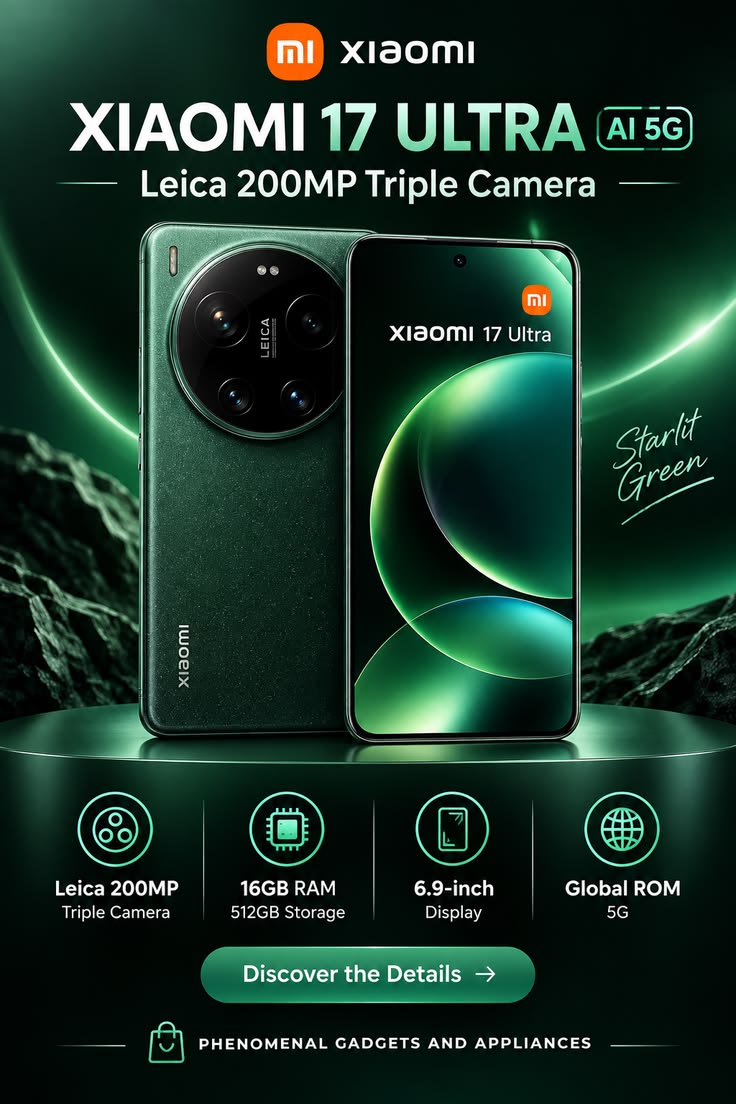 mi xiaomi
XIAOMI 17 ULTRA AI 5G
Leica 200MP Triple Camera
LEICA
xiaomi
mi
xiaomi 17 Ultra
Starlit
Green
Leica 200MP
Triple Camera
16GB RAM
512GB Storage
6.9-inch
Display
Global ROM
5G
Discover the Details →
PHENOMENAL GADGETS AND APPLIANCES